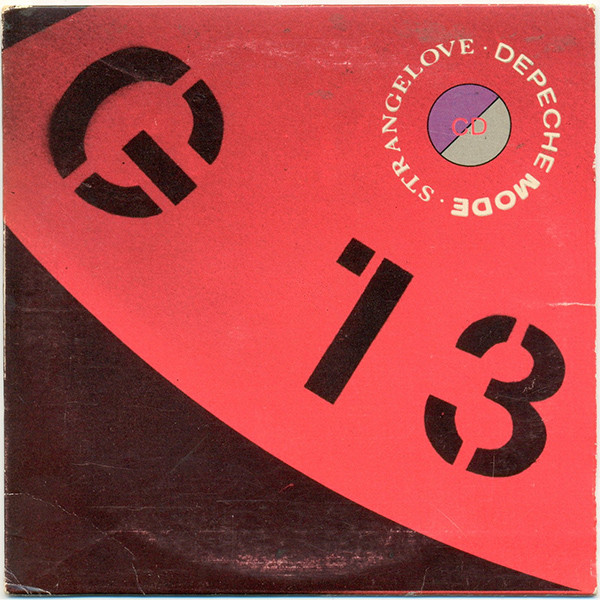 G
STRANGELOVE · DEPECHE MODE ·
CD
13